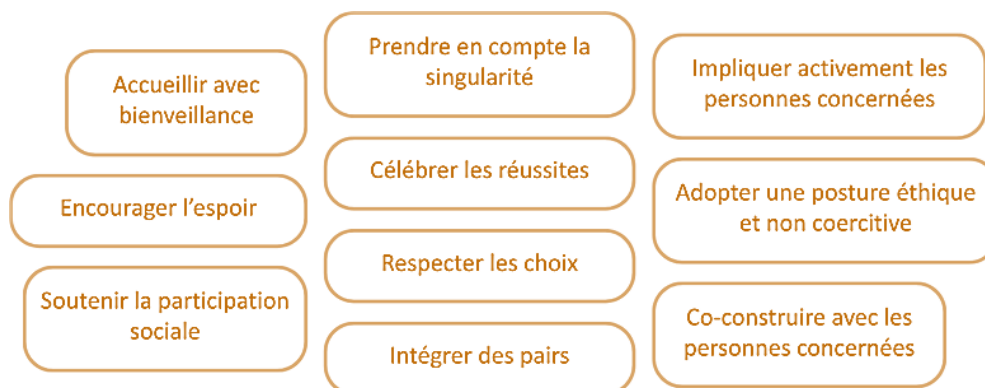 Accueillir avec
bienveillance
Encourager l’espoir
Soutenir la participation
sociale
Prendre en compte la
singularité
Célébrer les réussites
Respecter les choix
Intégrer des pairs
Impliquer activement les
personnes concernées
Adopter une posture éthique
et non coercitive
Co-construire avec les
personnes concernées